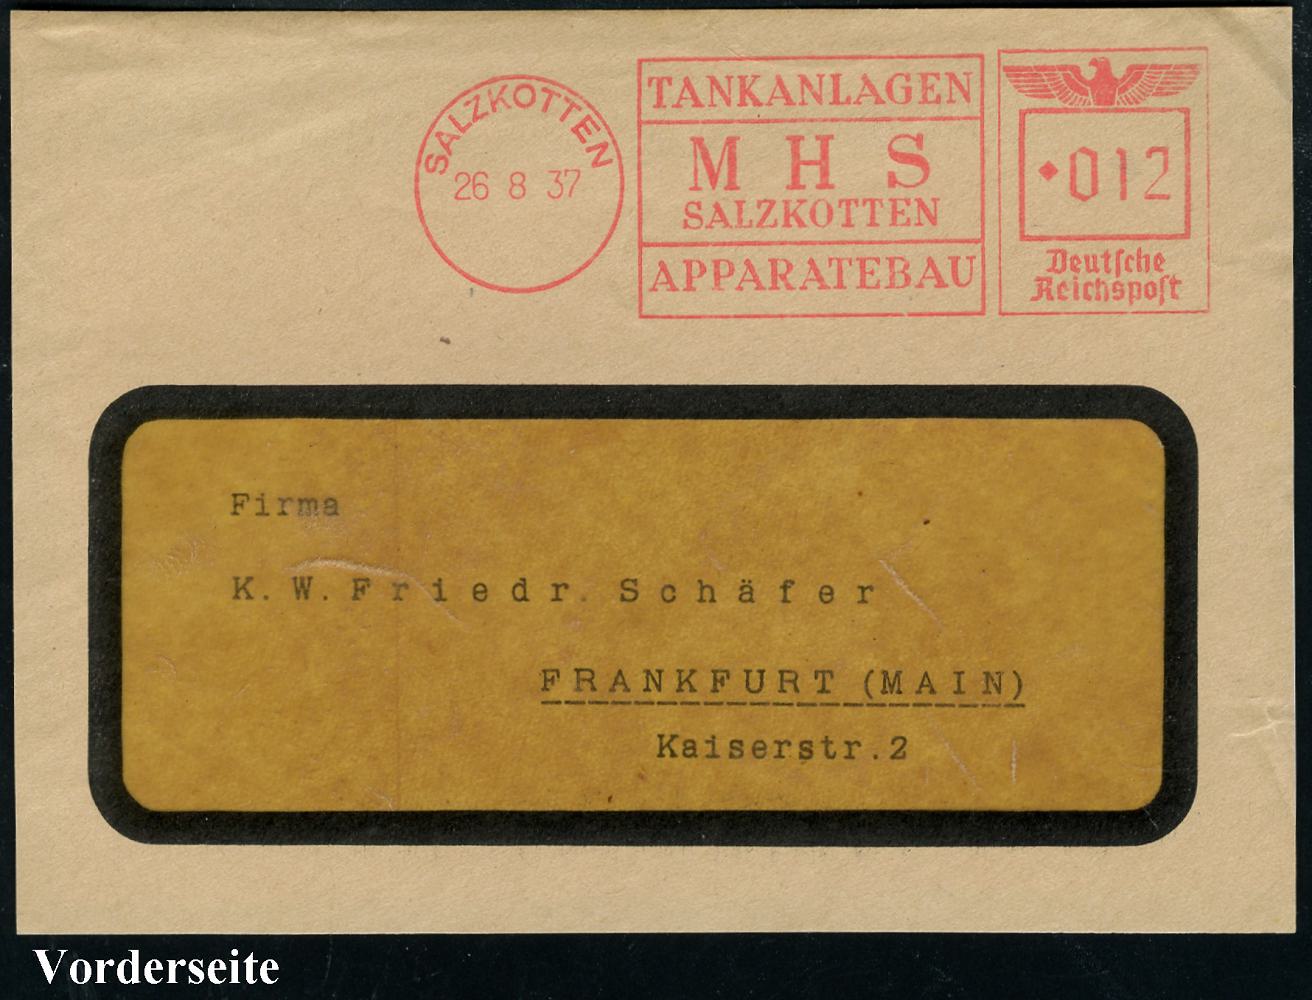 SALZKOTTEN
26 8 37
TANKANLAGEN
M H S
SALZKOTTEN
APPARATEBAU
012
Deutsche
Reichspost
Firma
K. W. Friedr. Schäfer
FRANKFURT (MAIN)
Kaiserstr.2
Vorderseite